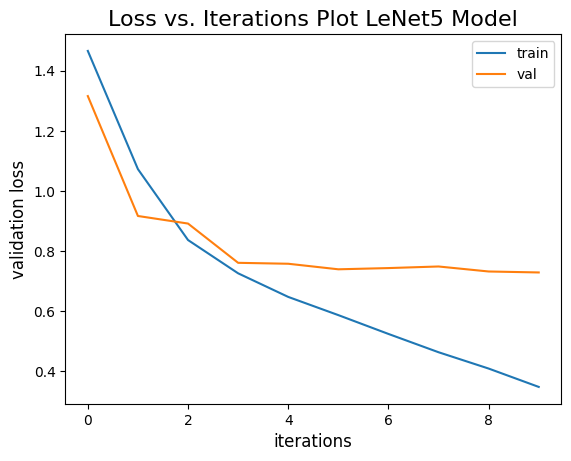 Loss vs. Iterations Plot LeNet5 Model
train
val
1.4
1.2
1.0
0.8
0.6
0.4
validation loss
0
2
4
6
8
iterations